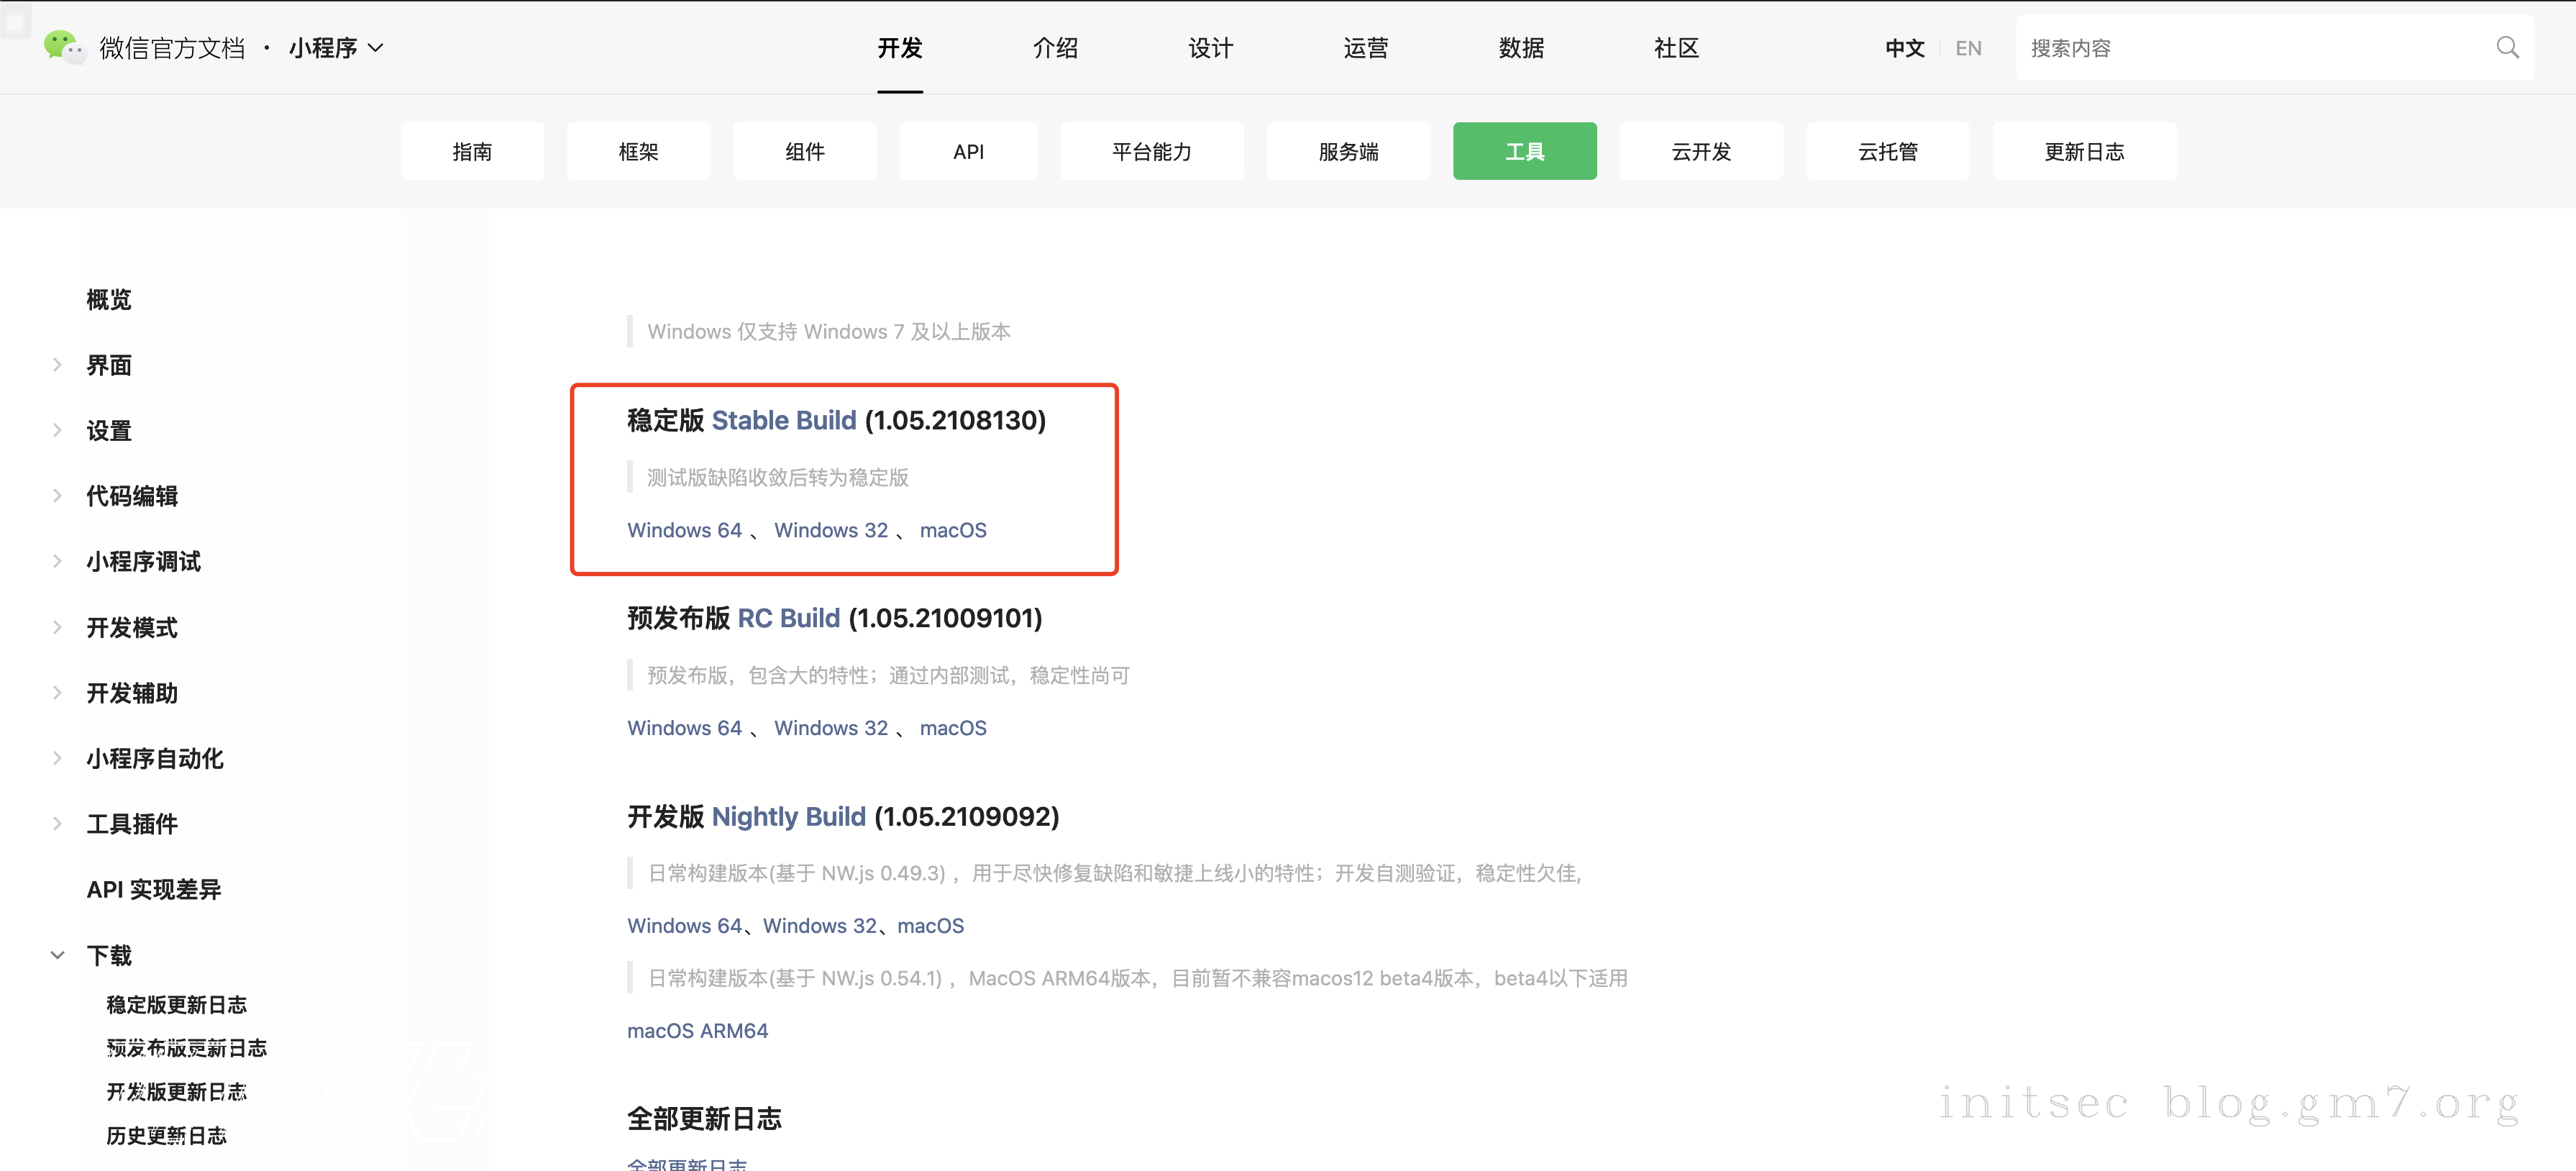 微信官方文档 · 小程序
开发 介绍 设计 运营 数据 社区
中文 EN 搜索内容
指南 框架 组件 API 平台能力 服务端 工具 云开发 云托管 更新日志
概览
界面
设置
代码编辑
小程序调试
开发模式
开发辅助
小程序自动化
工具插件
API 实现差异
下载
稳定版更新日志
预发布版更新日志
开发版更新日志
历史更新日志
Windows 仅支持 Windows 7 及以上版本
稳定版 Stable Build (1.05.2108130)
测试版缺陷收敛后转为稳定版
Windows 64 、 Windows 32 、 macOS
预发布版 RC Build (1.05.21009101)
预发布版，包含大的特性；通过内部测试，稳定性尚可
Windows 64 、 Windows 32 、 macOS
开发版 Nightly Build (1.05.2109092)
日常构建版本(基于 NW.js 0.49.3) ，用于尽快修复缺陷和敏捷上线小的特性；开发自测验证，稳定性欠佳,
Windows 64、Windows 32、macOS
日常构建版本(基于 NW.js 0.54.1) ，MacOS ARM64版本，目前暂不兼容macos12 beta4版本，beta4以下适用
macOS ARM64
全部更新日志
全部更新日志
initsec blog.gm7.org